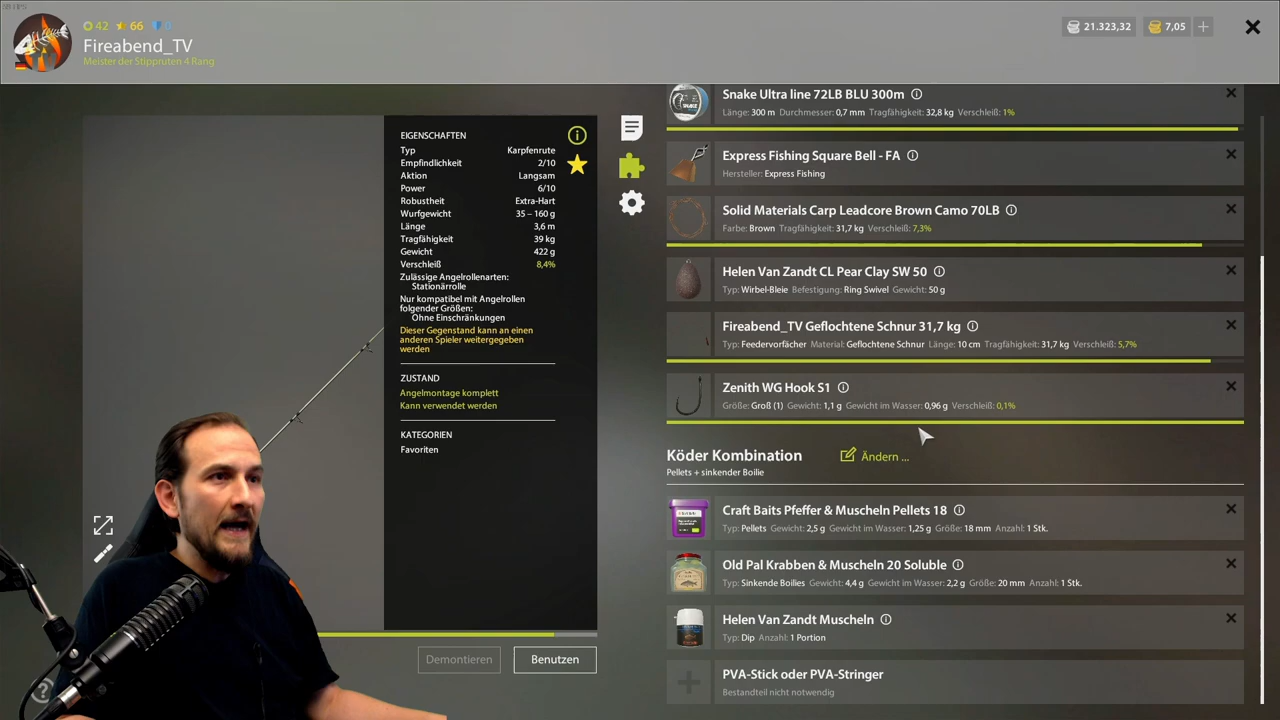 42 66 0
Fireabend_TV
Meister der Stippruten 4 Rang
21.323,32 7,05
EIGENSCHAFTEN
Typ Karpfenrute
Empfindlichkeit 2/10
Aktion Langsam
Power 6/10
Robustheit Extra-Hart
Wurfgewicht 35 – 160 g
Länge 3,6 m
Tragfähigkeit 39 kg
Gewicht 422 g
Verschleiß 8,4%
Zulässige Angelrollenarten:
Stationärrolle
Nur kompatibel mit Angelrollen
folgender Größen:
Ohne Einschränkungen
Dieser Gegenstand kann an einen
anderen Spieler weitergegeben
werden
ZUSTAND
Angelmontage komplett
Kann verwendet werden
KATEGORIEN
Favoriten
Demontieren Benutzen
Snake Ultra line 72LB BLU 300m
Länge: 300 m Durchmesser: 0,7 mm Tragfähigkeit: 32,8 kg Verschleiß: 1%
Express Fishing Square Bell - FA
Hersteller: Express Fishing
Solid Materials Carp Leadcore Brown Camo 70LB
Farbe: Brown Tragfähigkeit: 31,7 kg Verschleiß: 7,3%
Helen Van Zandt CL Pear Clay SW 50
Typ: Wirbel-Bleie Befestigung: Ring Swivel Gewicht: 50 g
Fireabend_TV Geflochtene Schnur 31,7 kg
Typ: Feedervorfächer Material: Geflochtene Schnur Länge: 10 cm Tragfähigkeit: 31,7 kg Verschleiß: 5,7%
Zenith WG Hook S1
Größe: Groß (1) Gewicht: 1,1 g Gewicht im Wasser: 0,96 g Verschleiß: 0,1%
Köder Kombination Ändern ...
Pellets + sinkender Boilie
Craft Baits Pfeffer & Muscheln Pellets 18
Typ: Pellets Gewicht: 2,5 g Gewicht im Wasser: 1,25 g Größe: 18 mm Anzahl: 1 Stk.
Old Pal Krabben & Muscheln 20 Soluble
Typ: Sinkende Boilies Gewicht: 4,4 g Gewicht im Wasser: 2,2 g Größe: 20 mm Anzahl: 1 Stk.
Helen Van Zandt Muscheln
Typ: Dip Anzahl: 1 Portion
PVA-Stick oder PVA-Stringer
Bestandteil nicht notwendig